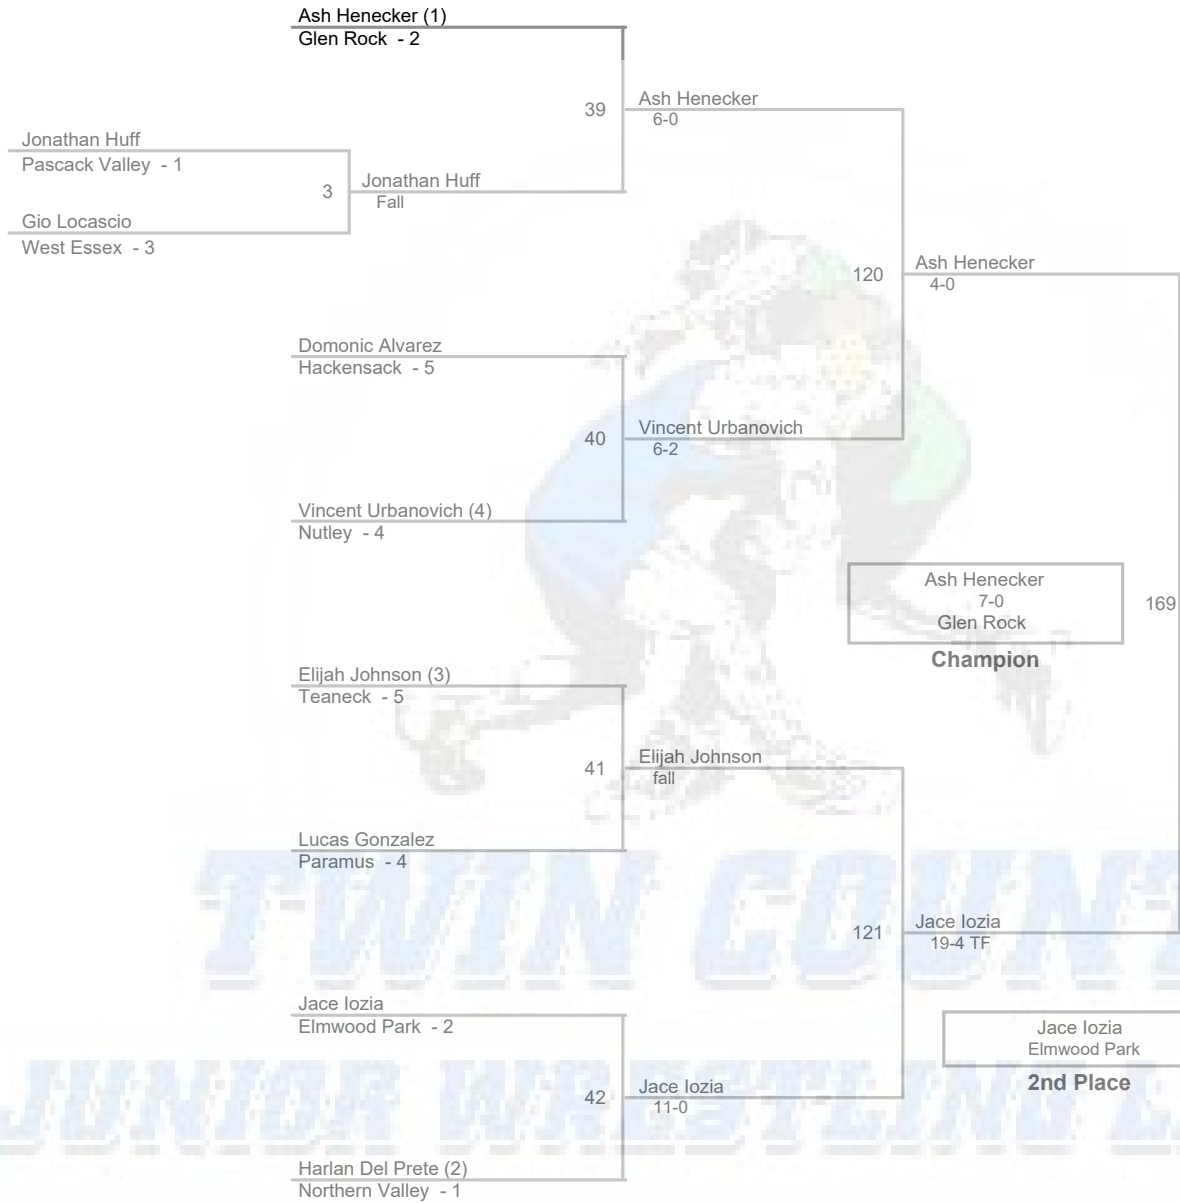 Ash Henecker (1)
Glen Rock - 2
39
Ash Henecker
6-0
Jonathan Huff
Pascack Valley - 1
3
Jonathan Huff
Fall
Gio Locascio
West Essex - 3
120
Ash Henecker
4-0
Domonic Alvarez
Hackensack - 5
40
Vincent Urbanovich
6-2
Vincent Urbanovich (4)
Nutley - 4
Ash Henecker
7-0
Glen Rock
169
Champion
Elijah Johnson (3)
Teaneck - 5
41
Elijah Johnson
fall
Lucas Gonzalez
Paramus - 4
TWIN COUNT
121
Jace Iozia
19-4 TF
Jace Iozia
Elmwood Park - 2
Jace Iozia
Elmwood Park
2nd Place
JUNIOR WRESTLING
42
Jace Iozia
11-0
Harlan Del Prete (2)
Northern Valley - 1